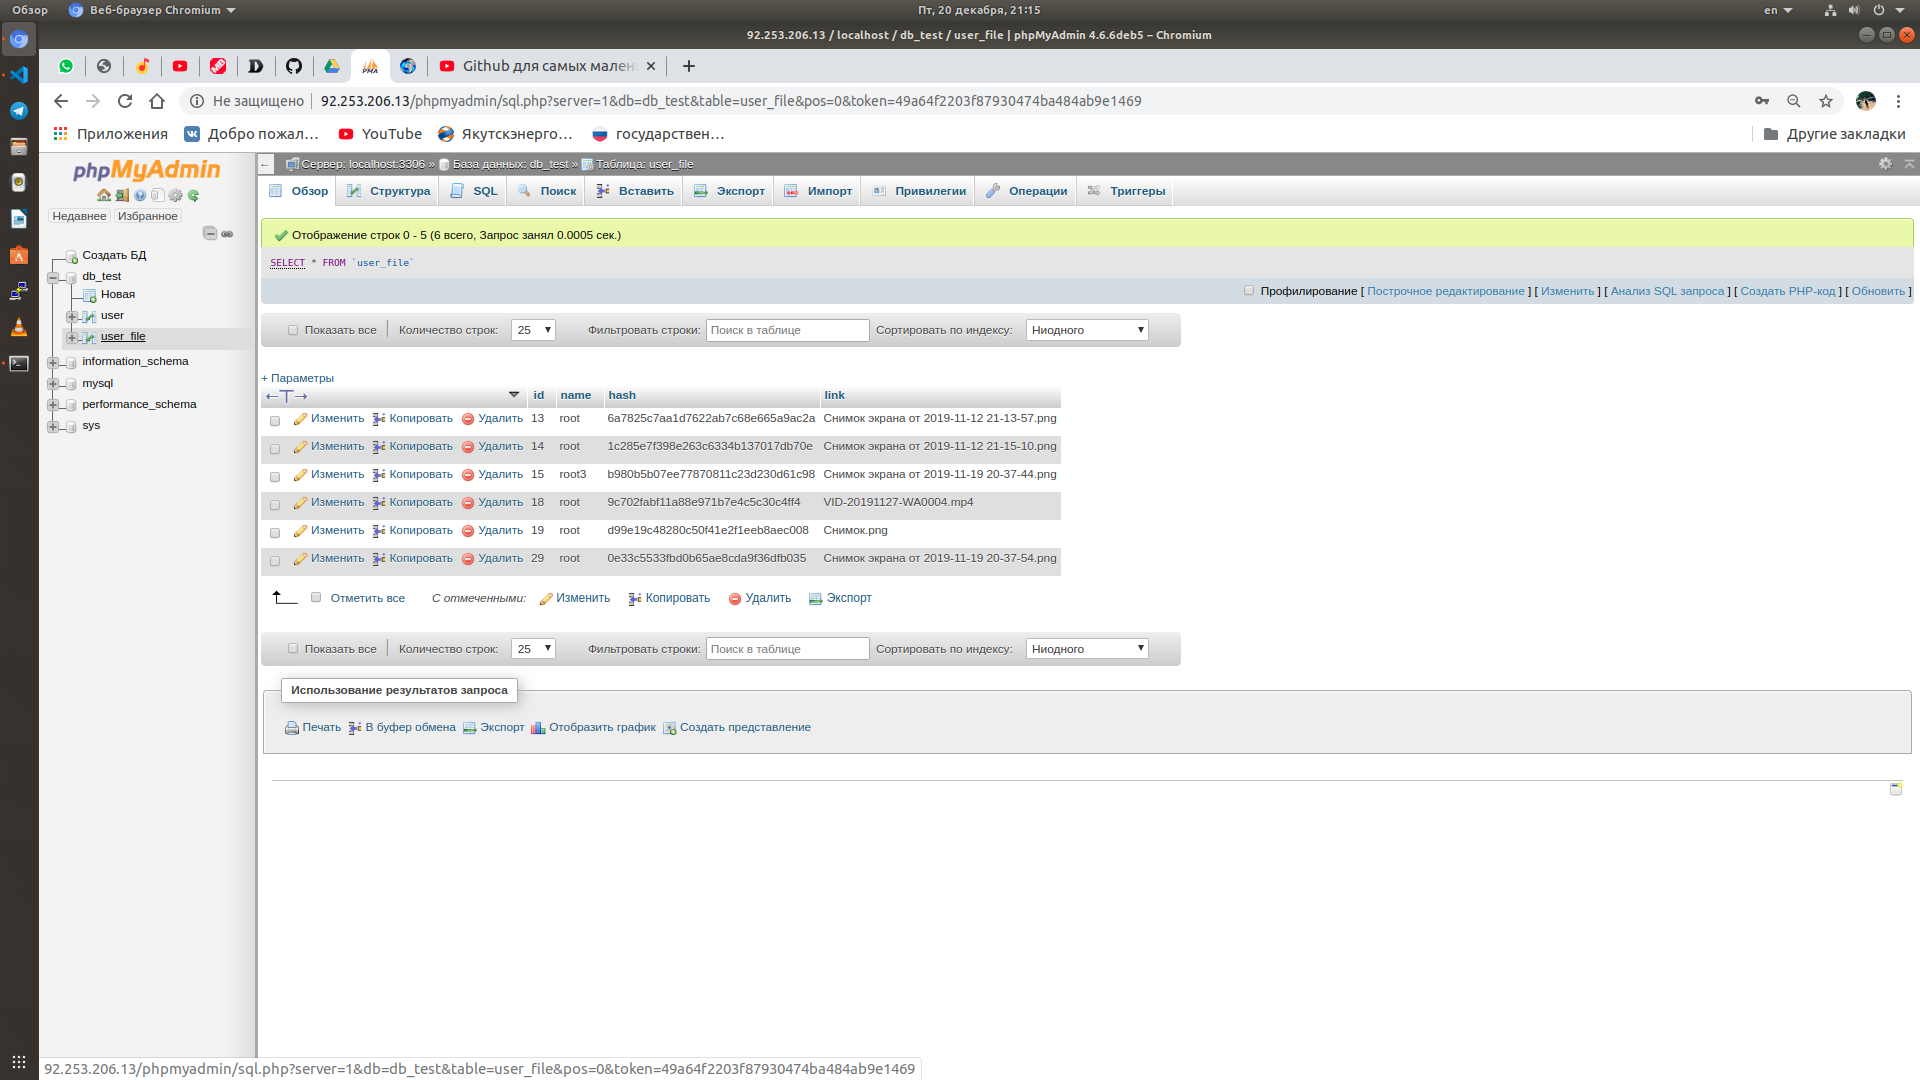 Обзор
Веб-браузер Chromium
Пт, 20 декабря, 21:15
en
92.253.206.13 / localhost / db_test / user_file | phpMyAdmin 4.6.6deb5 – Chromium
PMA
Github для самых мален
Не защищено
92.253.206.13/phpmyadmin/sql.php?server=1&db=db_test&table=user_file&pos=0&token=49a64f2203f87930474ba484ab9e1469
Приложения
Добро пожал…
YouTube
Якутскэнерго…
государствен…
Другие закладки
phpMyAdmin
Недавнее
Избранное
Создать БД
db_test
Новая
user
user_file
information_schema
mysql
performance_schema
sys
Сервер: localhost:3306 » База данных: db_test » Таблица: user_file
Обзор
Структура
SQL
Поиск
Вставить
Экспорт
Импорт
Привилегии
Операции
Триггеры
Отображение строк 0 - 5 (6 всего, Запрос занял 0.0005 сек.)
SELECT * FROM `user_file`
Профилирование [ Построчное редактирование ] [ Изменить ] [ Анализ SQL запроса ] [ Создать PHP-код ] [ Обновить ]
Показать все | Количество строк: 25 Фильтровать строки: Поиск в таблице Сортировать по индексу: Ниодного
+ Параметры
←T→ id name hash link
Изменить Копировать Удалить 13 root 6a7825c7aa1d7622ab7c68e665a9ac2a Снимок экрана от 2019-11-12 21-13-57.png
Изменить Копировать Удалить 14 root 1c285e7f398e263c6334b137017db70e Снимок экрана от 2019-11-12 21-15-10.png
Изменить Копировать Удалить 15 root3 b980b5b07ee77870811c23d230d61c98 Снимок экрана от 2019-11-19 20-37-44.png
Изменить Копировать Удалить 18 root 9c702fabf11a88e971b7e4c5c30c4ff4 VID-20191127-WA0004.mp4
Изменить Копировать Удалить 19 root d99e19c48280c50f41e2f1eeb8aec008 Снимок.png
Изменить Копировать Удалить 29 root 0e33c5533fbd0b65ae8cda9f36dfb035 Снимок экрана от 2019-11-19 20-37-54.png
Отметить все С отмеченными: Изменить Копировать Удалить Экспорт
Показать все | Количество строк: 25 Фильтровать строки: Поиск в таблице Сортировать по индексу: Ниодного
Использование результатов запроса
Печать В буфер обмена Экспорт Отобразить график Создать представление
92.253.206.13/phpmyadmin/sql.php?server=1&db=db_test&table=user_file&pos=0&token=49a64f2203f87930474ba484ab9e1469